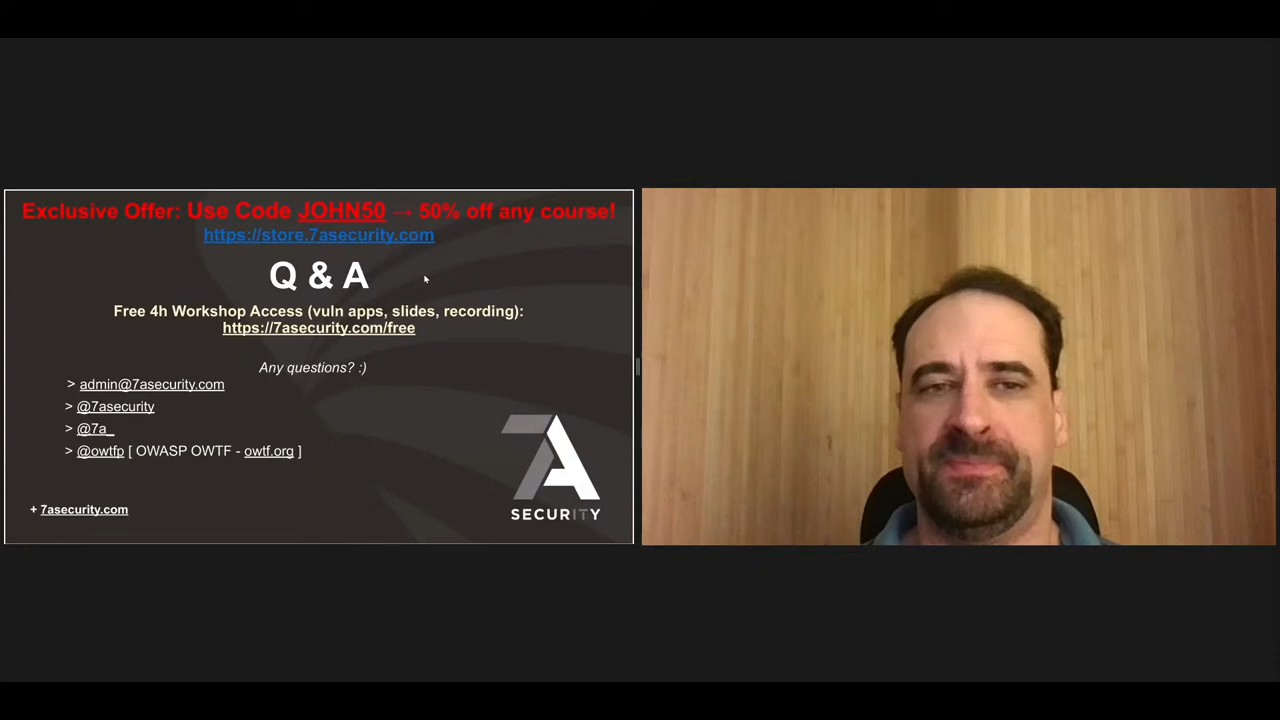 Exclusive Offer: Use Code JOHN50 → 50% off any course!
https://store.7asecurity.com
Q & A
Free 4h Workshop Access (vuln apps, slides, recording):
https://7asecurity.com/free
Any questions? :)
> admin@7asecurity.com
> @7asecurity
> @7a_
> @owtfp [ OWASP OWTF - owtf.org ]
+ 7asecurity.com
7A
SECURITY